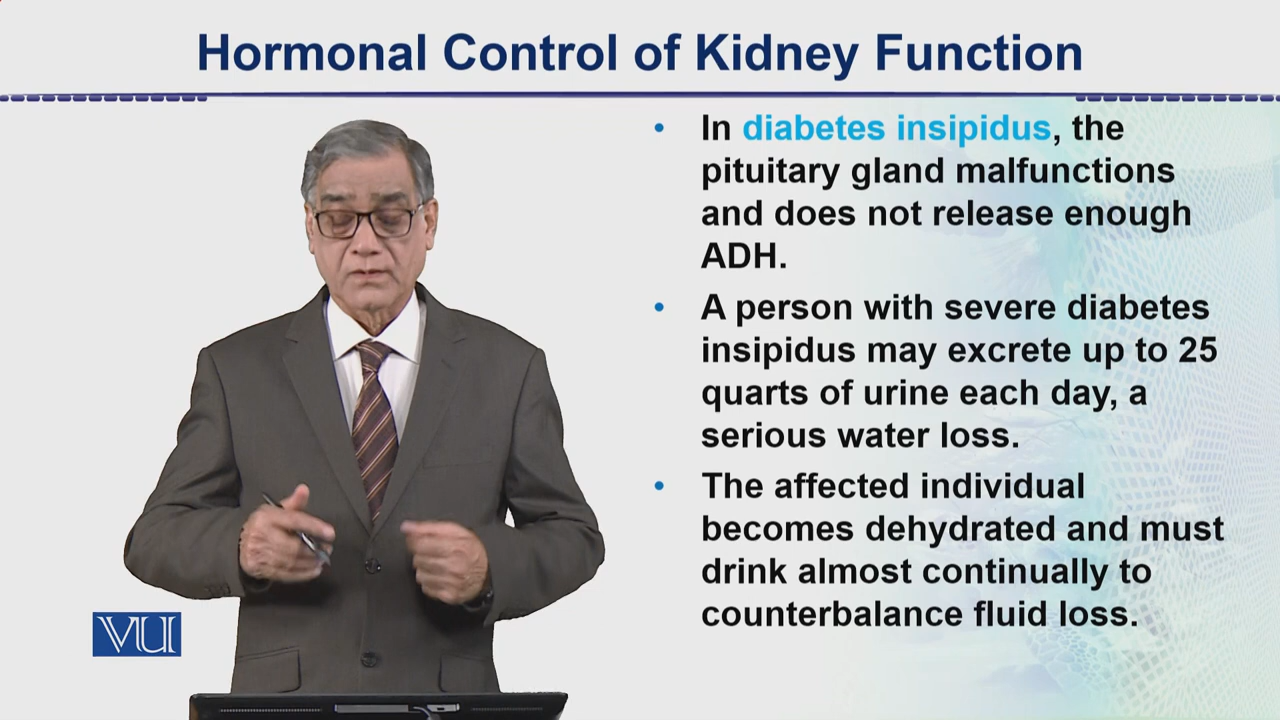 Hormonal Control of Kidney Function
• In diabetes insipidus, the
pituitary gland malfunctions
and does not release enough
ADH.
• A person with severe diabetes
insipidus may excrete up to 25
quarts of urine each day, a
serious water loss.
• The affected individual
becomes dehydrated and must
drink almost continually to
counterbalance fluid loss.
VU